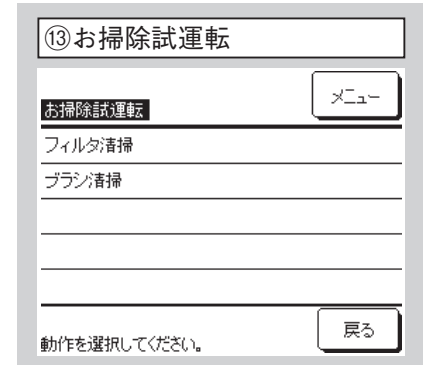 ⑬お掃除試運転
メニュー
お掃除試運転
フィルタ清掃
ブラシ清掃
動作を選択してください。
戻る